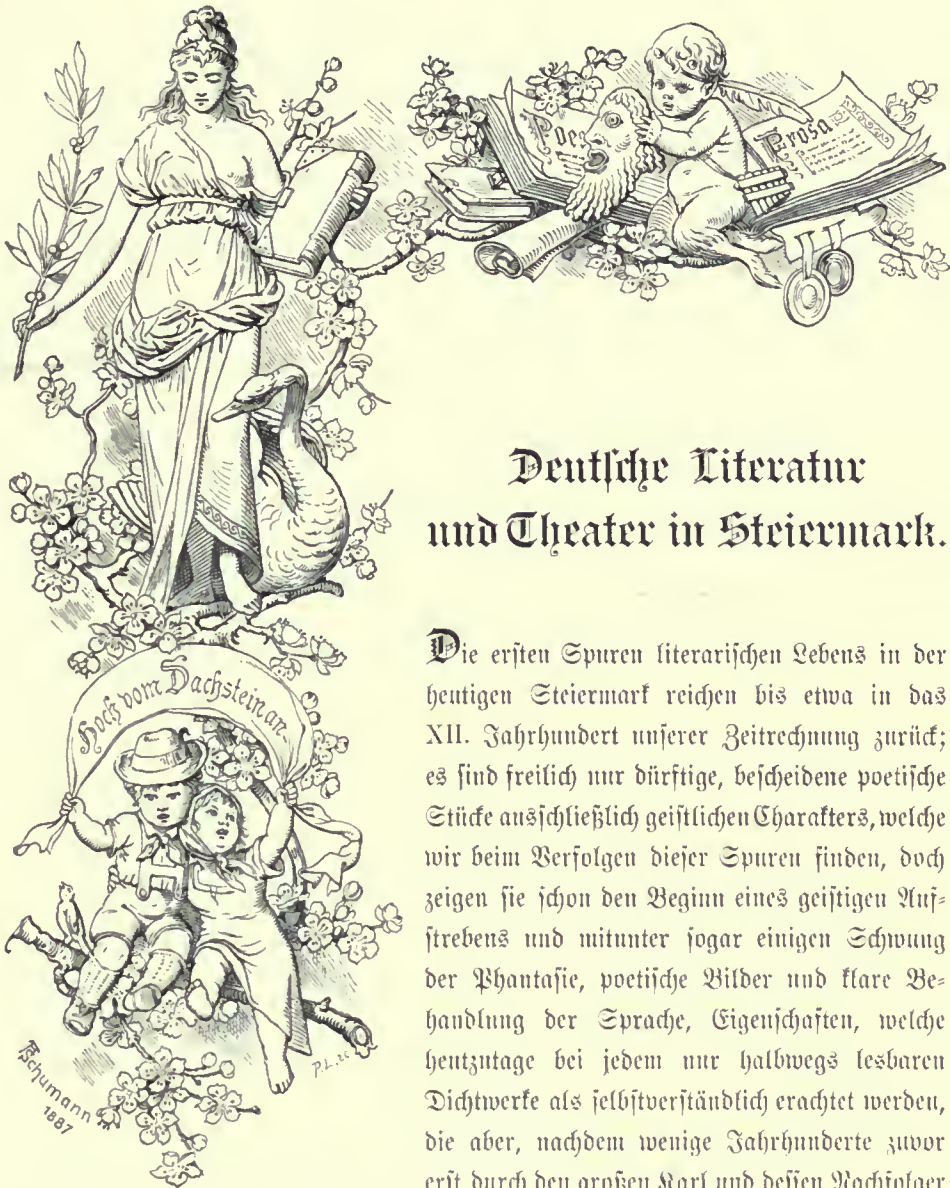 Poes
Prosa
Deutsche Literatur
und Theater in Steiermark.
Hoch vom Dachstein an.
Die ersten Spuren literarischen Lebens in der
heutigen Steiermark reichen bis etwa in das
XII. Jahrhundert unserer Zeitrechnung zurück;
es sind freilich nur dürftige, bescheidene poetische
Stücke ausschließlich geistlichen Charakters, welche
wir beim Verfolgen dieser Spuren finden, doch
zeigen sie schon den Beginn eines geistigen Auf-
strebens und mitunter sogar einigen Schwung
der Phantasie, poetische Bilder und klare Be-
handlung der Sprache, Eigenschaften, welche
heutzutage bei jedem nur halbwegs lesbaren
Dichtwerke als selbstverständlich erachtet werden,
die aber, nachdem wenige Jahrhunderte zuvor
erst durch den großen Karl und dessen Nachfolger
Schumann
1887